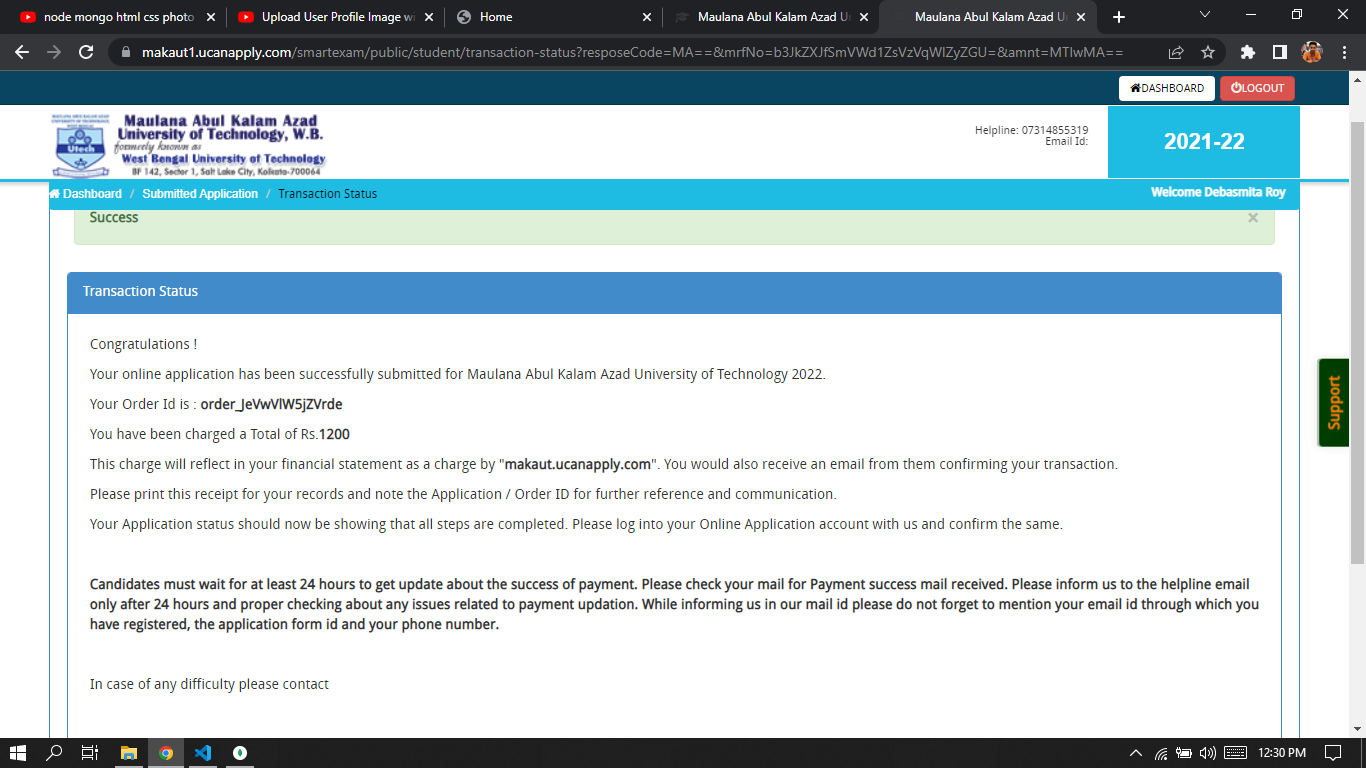 node mongo html css photo
Upload User Profile Image wi
Home
Maulana Abul Kalam Azad U
Maulana Abul Kalam Azad U
makaut1.ucanapply.com/smartexam/public/student/transaction-status?resposeCode=MA==&mrfNo=b3JkZXJfSmVWd1ZsVzVqWlZyZGU=&amnt=MTIwMA==
DASHBOARD
LOGOUT
Maulana Abul Kalam Azad
University of Technology, W.B.
formerly known as
West Bengal University of Technology
BF 142, Sector 1, Salt Lake City, Kolkata-700064
Utech
Helpline: 07314855319
Email Id:
2021-22
Dashboard / Submitted Application / Transaction Status
Welcome Debasmita Roy
Success ×
Transaction Status
Congratulations !
Your online application has been successfully submitted for Maulana Abul Kalam Azad University of Technology 2022.
Your Order Id is : order_JeVwVlW5jZVrde
You have been charged a Total of Rs.1200
This charge will reflect in your financial statement as a charge by "makaut.ucanapply.com". You would also receive an email from them confirming your transaction.
Please print this receipt for your records and note the Application / Order ID for further reference and communication.
Your Application status should now be showing that all steps are completed. Please log into your Online Application account with us and confirm the same.
Candidates must wait for at least 24 hours to get update about the success of payment. Please check your mail for Payment success mail received. Please inform us to the helpline email
only after 24 hours and proper checking about any issues related to payment updation. While informing us in our mail id please do not forget to mention your email id through which you
have registered, the application form id and your phone number.
In case of any difficulty please contact
Support
12:30 PM